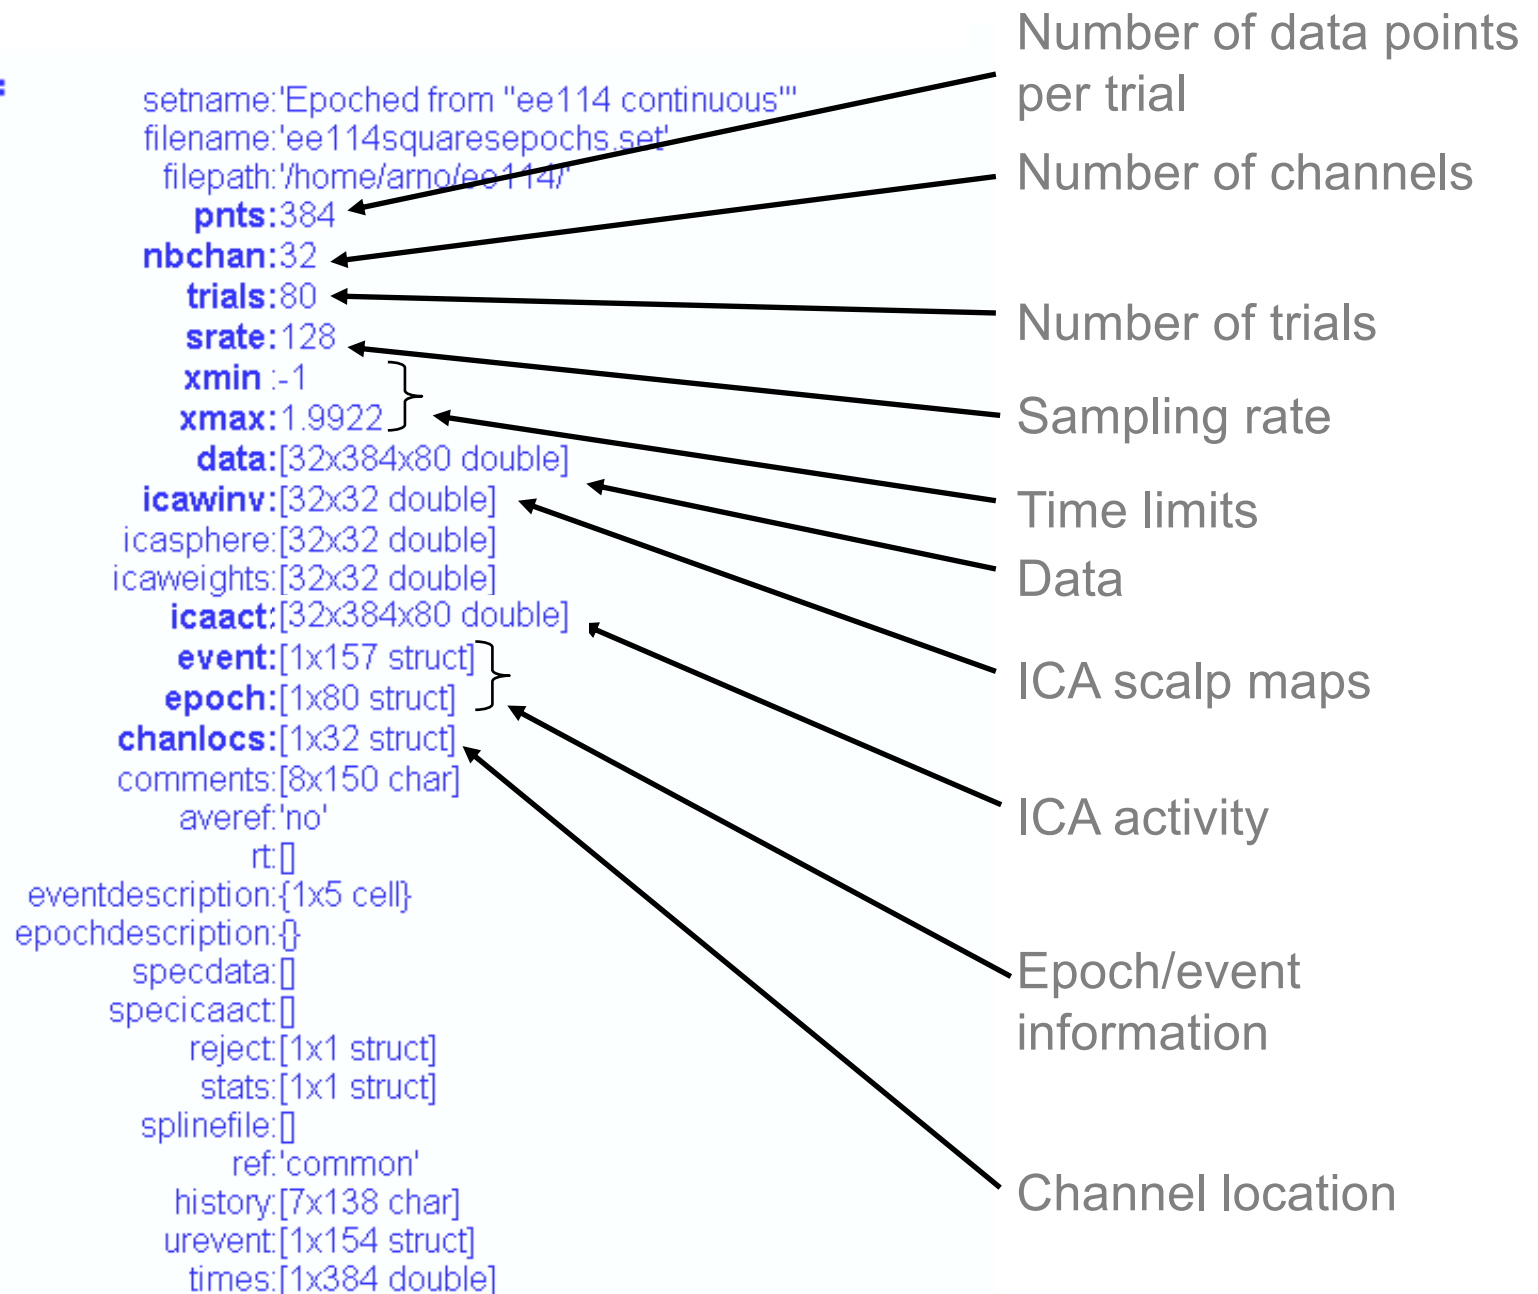 :
setname:'Epoched from "ee114 continuous"'
filename:'ee114squaresepochs.set'
filepath:'/home/arno/ee114/'
pnts:384
nbchan:32
trials:80
srate:128
xmin :-1
xmax:1.9922
data:[32x384x80 double]
icawinv:[32x32 double]
icasphere:[32x32 double]
icaweights:[32x32 double]
icaact:[32x384x80 double]
event:[1x157 struct]
epoch:[1x80 struct]
chanlocs:[1x32 struct]
comments:[8x150 char]
averef:'no'
rt:[]
eventdescription:{1x5 cell}
epochdescription:{}
specdata:[]
specicaact:[]
reject:[1x1 struct]
stats:[1x1 struct]
splinefile:[]
ref:'common'
history:[7x138 char]
urevent:[1x154 struct]
times:[1x384 double]
Number of data points
per trial
Number of channels
Number of trials
Sampling rate
Time limits
Data
ICA scalp maps
ICA activity
Epoch/event
information
Channel location